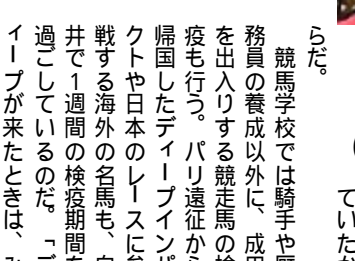 ていたか
らだ。
競馬学校では騎手や厩
務員の養成以外に、成田
を出入りする競走馬の検
疫も行う。パリ遠征から
帰国したディープインパ
クトや日本のレースに参
戦する海外の名馬も、白
井で1週間の検疫期間を
過ごしているのだ。「デ
ィープが来たときは、み